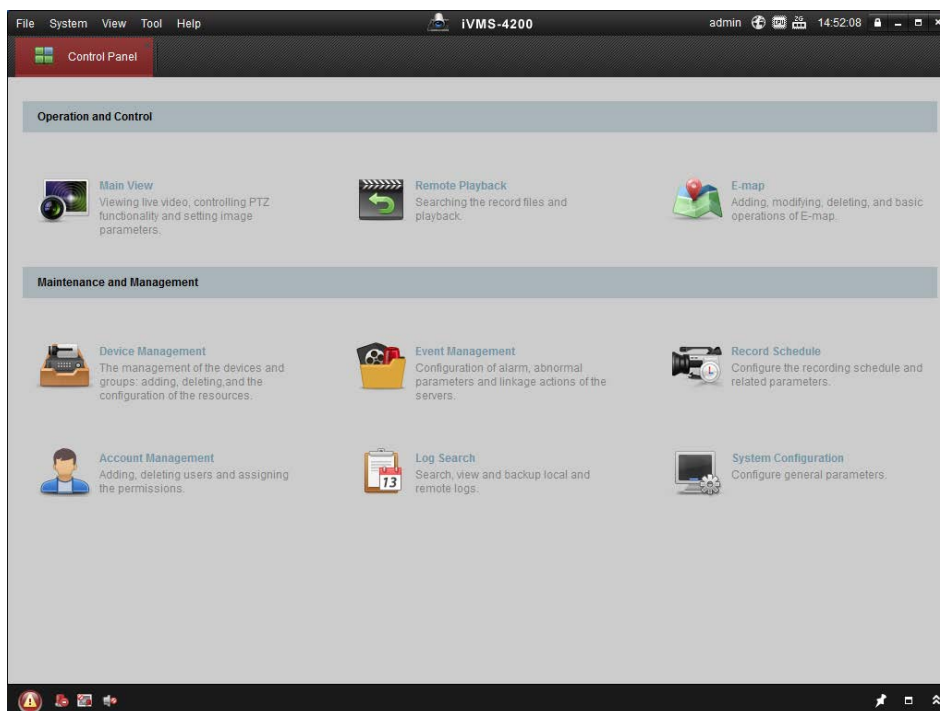 File System View Tool Help iVMS-4200 admin CPU 2G 14:52:08
Control Panel
Operation and Control
Main View
Viewing live video, controlling PTZ
functionality and setting image
parameters.
Remote Playback
Searching the record files and
playback.
E-map
Adding, modifying, deleting, and basic
operations of E-map.
Maintenance and Management
Device Management
The management of the devices and
groups: adding, deleting,and the
configuration of the resources.
Event Management
Configuration of alarm, abnormal
parameters and linkage actions of the
servers.
Record Schedule
Configure the recording schedule and
related parameters.
Account Management
Adding, deleting users and assigning
the permissions.
13
Log Search
Search, view and backup local and
remote logs.
System Configuration
Configure general parameters.